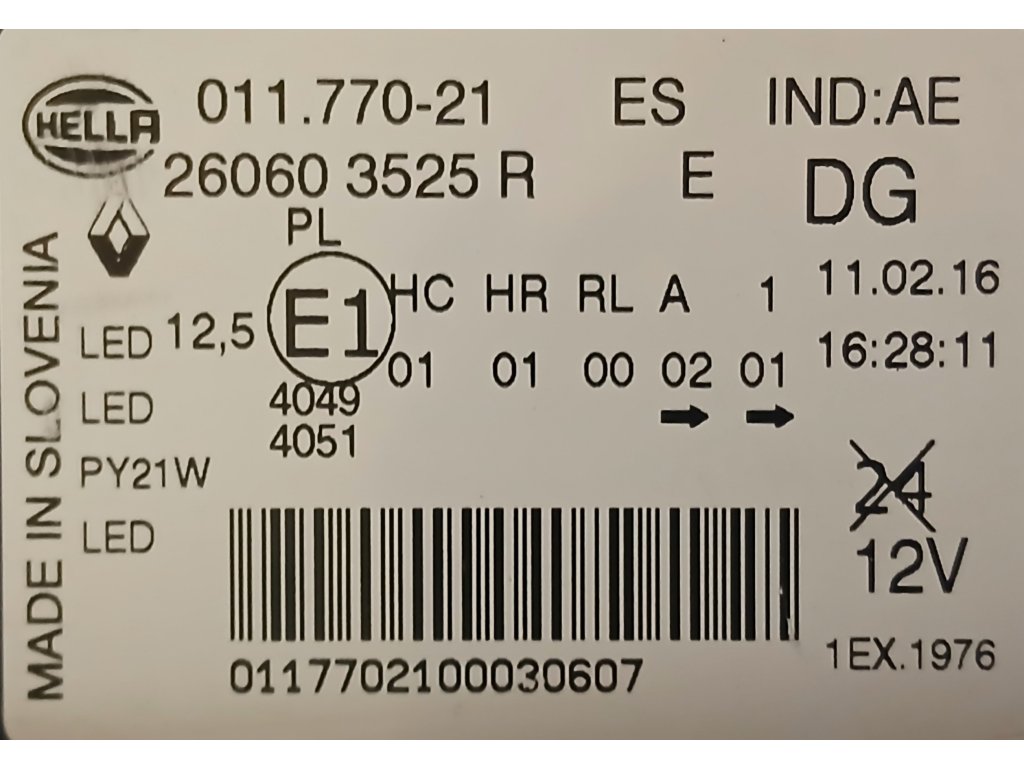 HELLA 011.770-21 ES IND:AE
26060 3525 R E DG
PL
E1 HC HR RL A 1 11.02.16
LED 12,5 01 01 00 02 01 16:28:11
LED 4049
4051
PY21W 24
LED 12V
MADE IN SLOVENIA
1EX.1976
0117702100030607